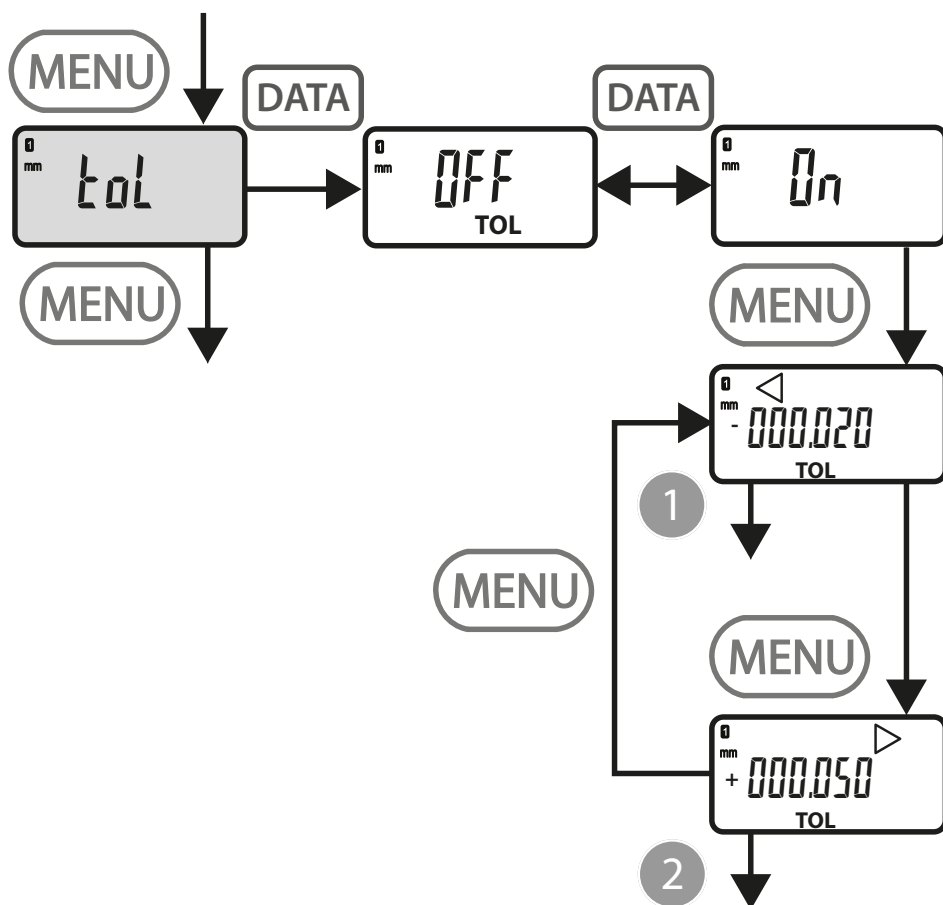 MENU
DATA
DATA
1
mm
toL
1
mm
OFF
TOL
1
mm
On
MENU
MENU
1
mm
- 000.020
TOL
1
MENU
MENU
1
mm
+ 000.050
TOL
2